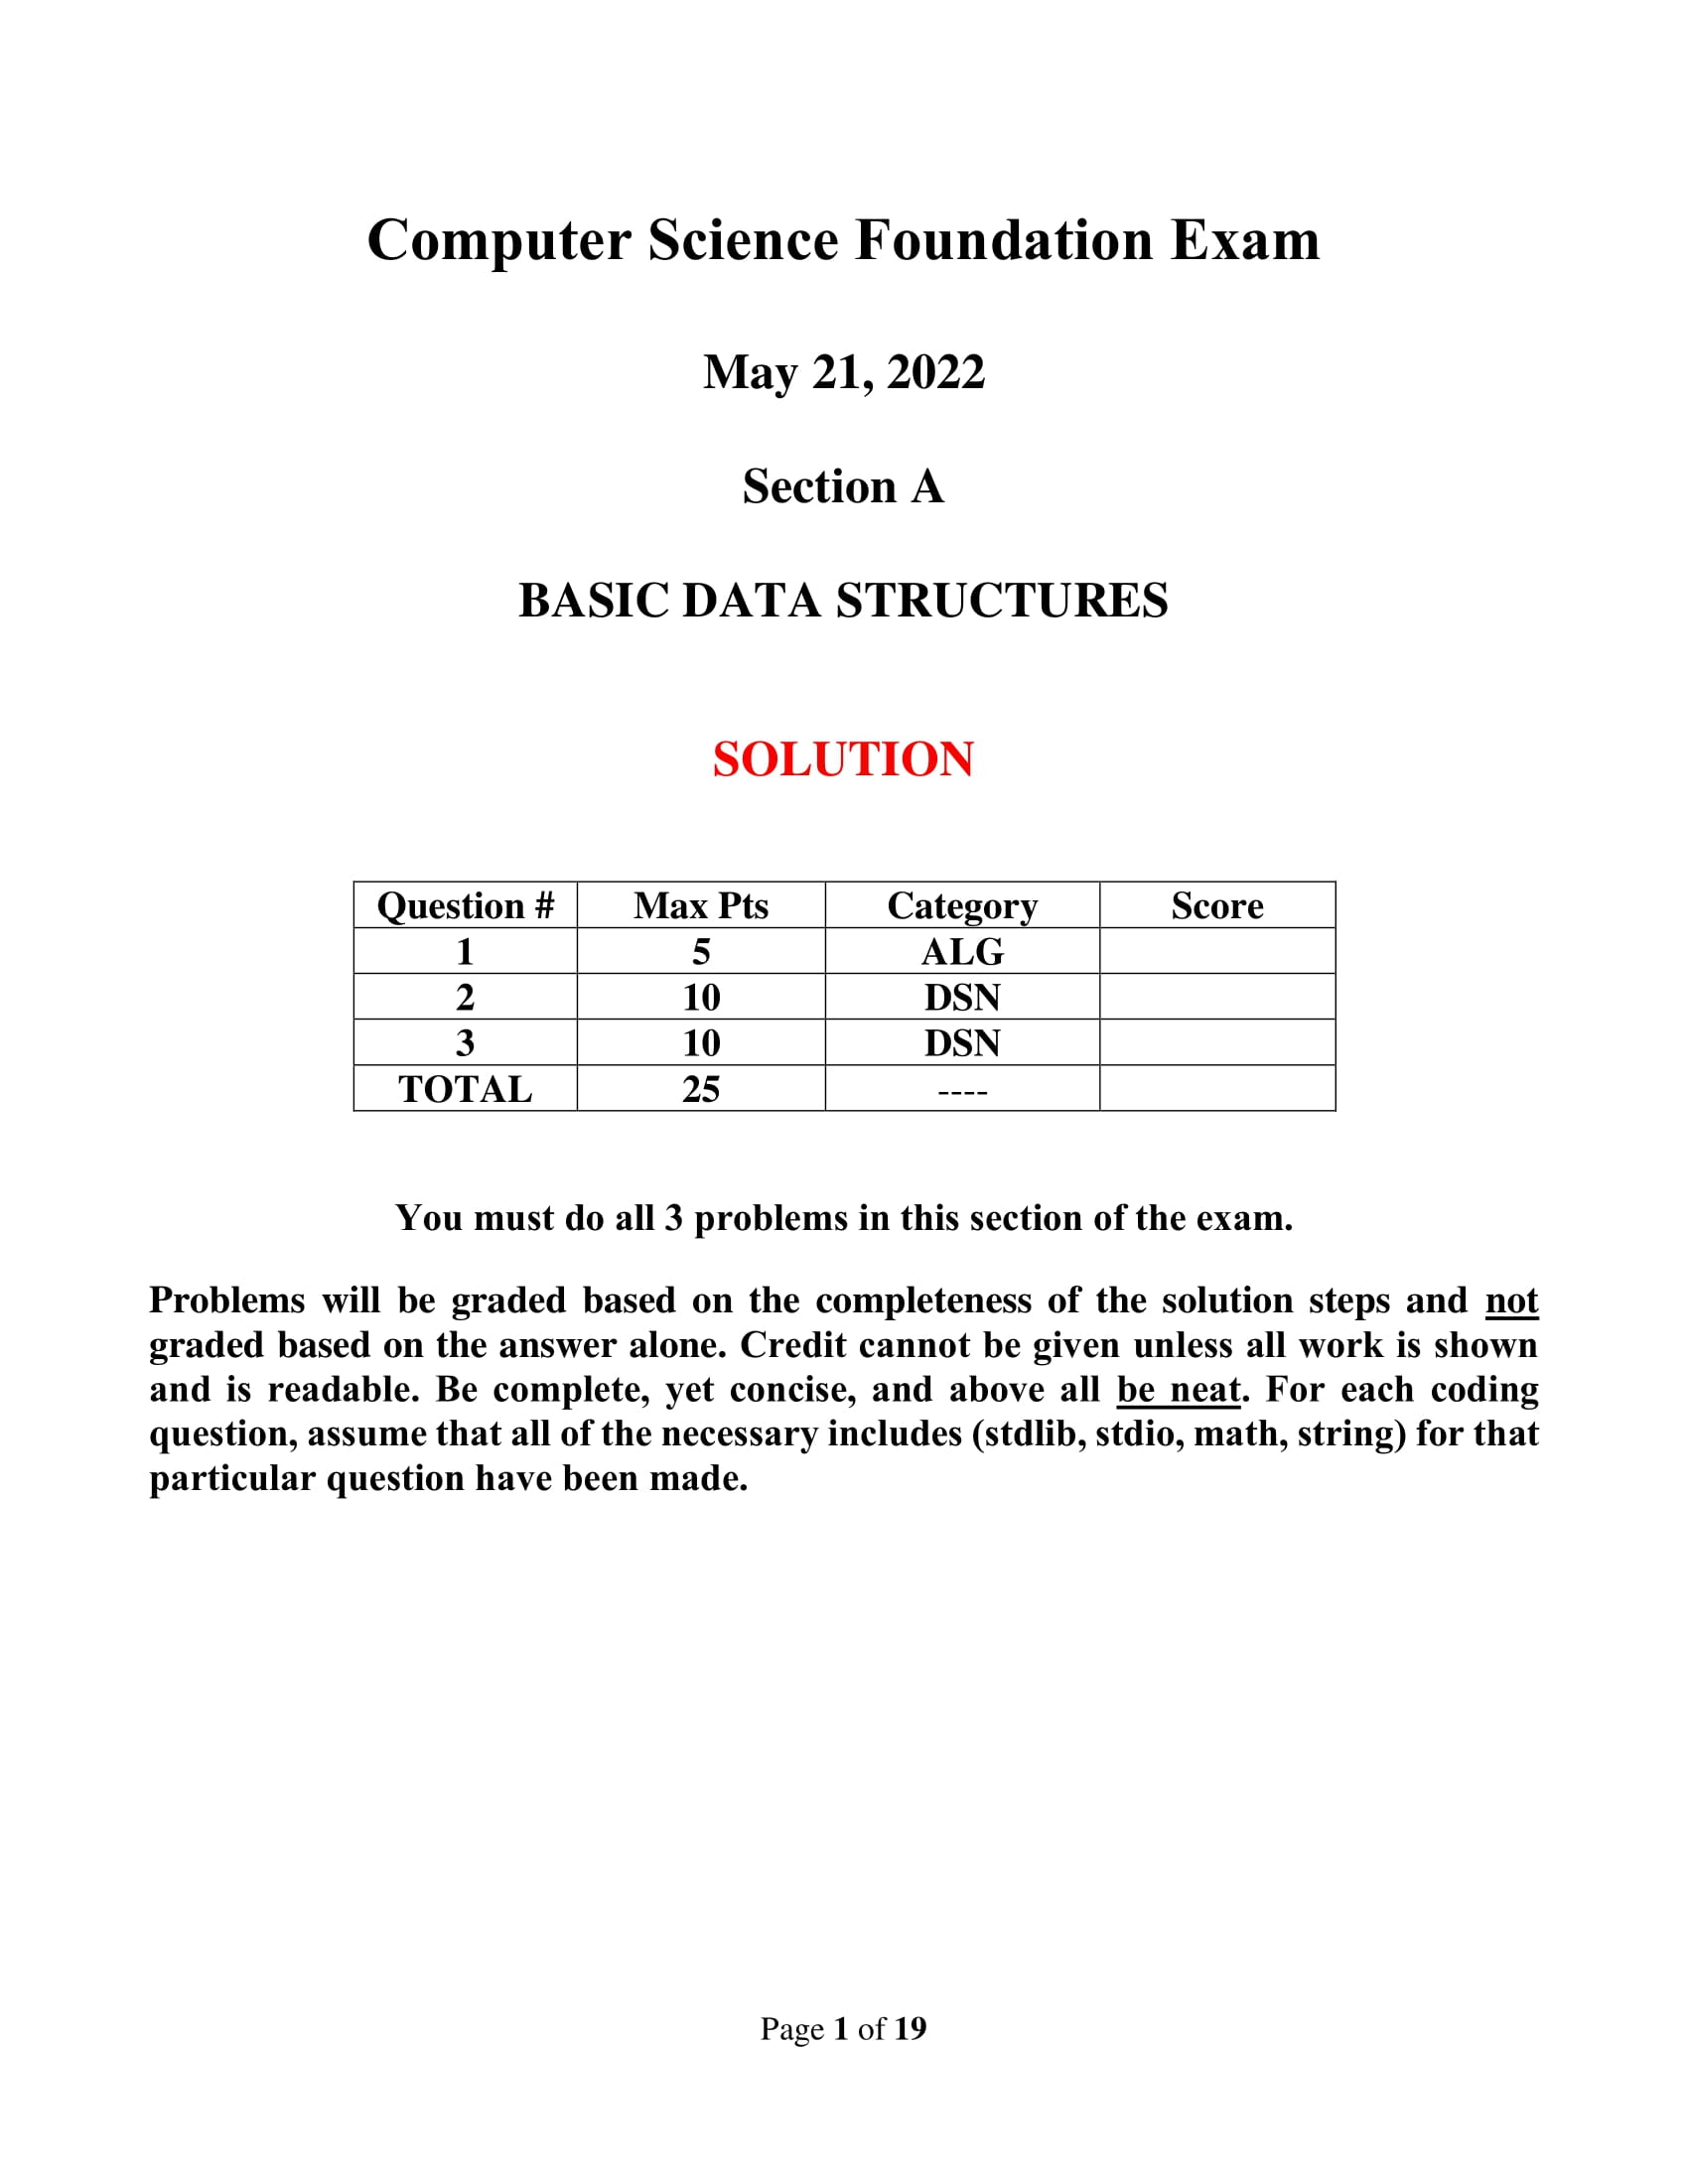 Computer Science Foundation Exam
May 21, 2022
Section A
BASIC DATA STRUCTURES
SOLUTION
Question # Max Pts Category Score
1 5 ALG
2 10 DSN
3 10 DSN
TOTAL 25 ----
You must do all 3 problems in this section of the exam.
Problems will be graded based on the completeness of the solution steps and not
graded based on the answer alone. Credit cannot be given unless all work is shown
and is readable. Be complete, yet concise, and above all be neat. For each coding
question, assume that all of the necessary includes (stdlib, stdio, math, string) for that
particular question have been made.
Page 1 of 19